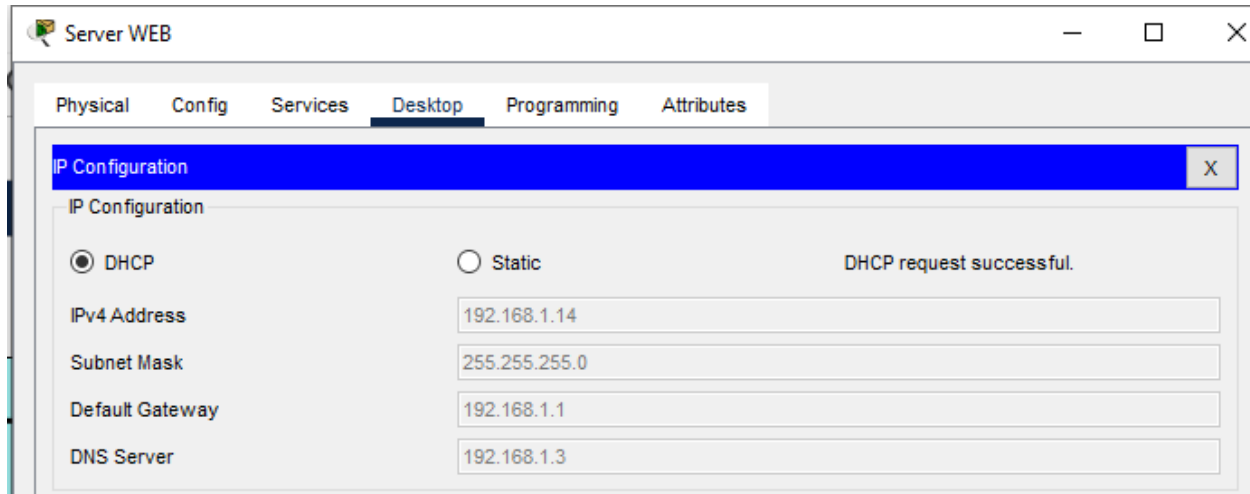 Server WEB
Physical Config Services Desktop Programming Attributes
IP Configuration X
IP Configuration
DHCP Static DHCP request successful.
IPv4 Address 192.168.1.14
Subnet Mask 255.255.255.0
Default Gateway 192.168.1.1
DNS Server 192.168.1.3